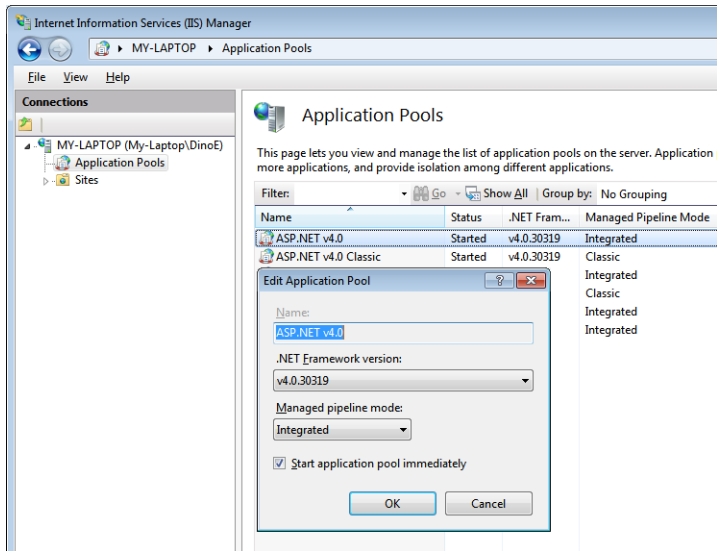 Internet Information Services (IIS) Manager
MY-LAPTOP Application Pools
File View Help
Connections
MY-LAPTOP (My-Laptop\DinoE)
Application Pools
Sites
Application Pools
This page lets you view and manage the list of application pools on the server. Application
more applications, and provide isolation among different applications.
Filter: Go Show All Group by: No Grouping
Name Status .NET Fram... Managed Pipeline Mode
ASP.NET v4.0 Started v4.0.30319 Integrated
ASP.NET v4.0 Classic Started v4.0.30319 Classic
Integrated
Classic
Integrated
Integrated
Edit Application Pool
Name:
ASP.NET v4.0
.NET Framework version:
v4.0.30319
Managed pipeline mode:
Integrated
Start application pool immediately
OK Cancel